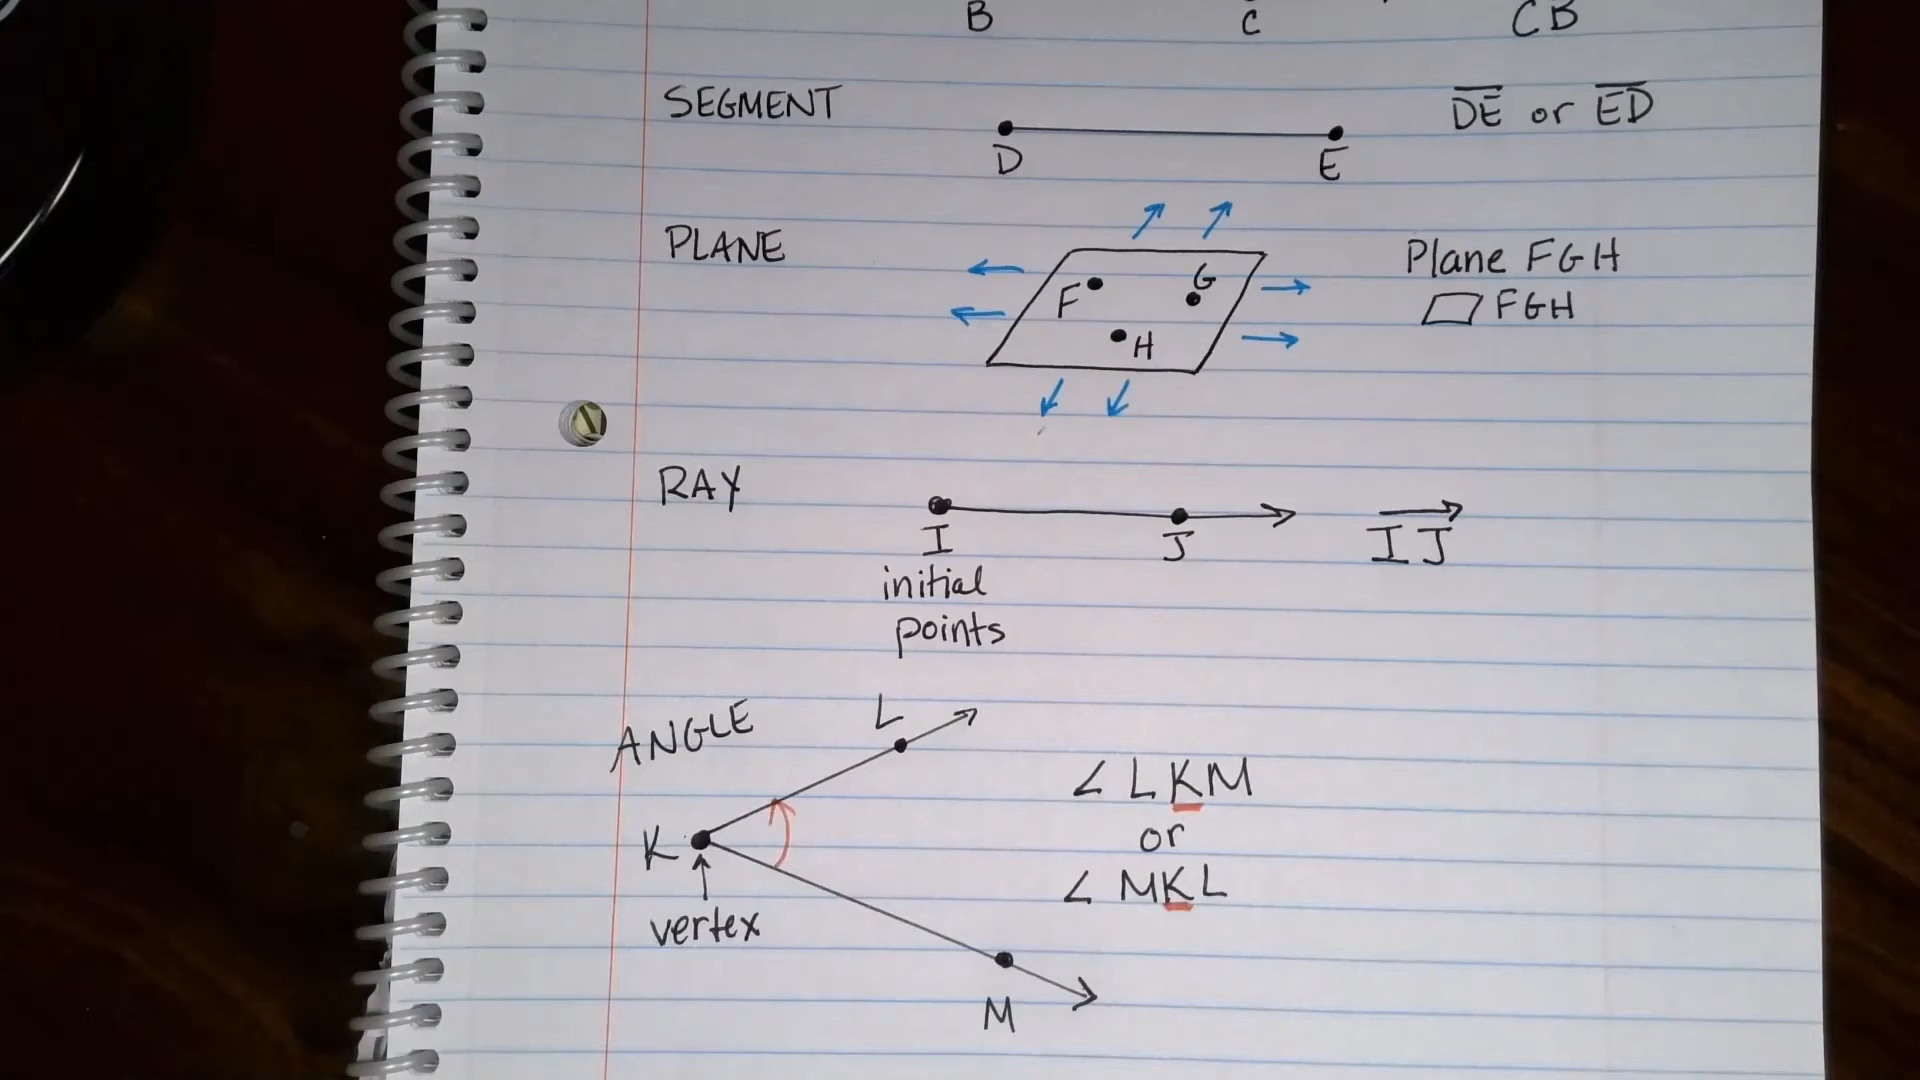 B C CB
SEGMENT D E DE or ED
PLANE F G H Plane FGH
▱ FGH
RAY I J IJ
initial
points
ANGLE L
∠ LKM
K or
∠ MKL
vertex
M